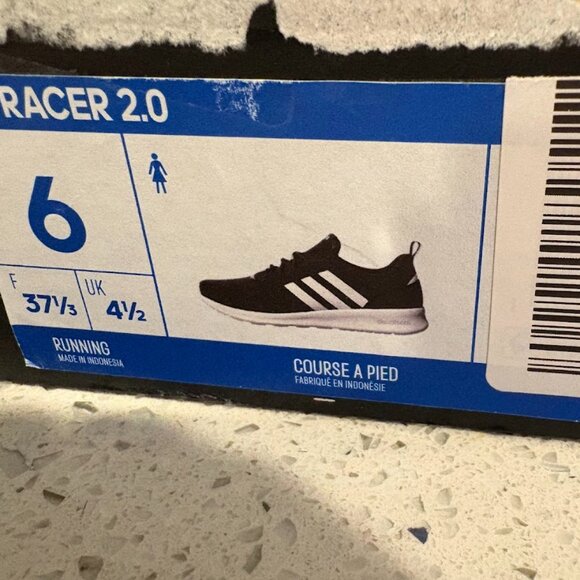 RACER 2.0
6
F
37⅓
UK
4½
RUNNING
MADE IN INDONESIA
COURSE A PIED
FABRIQUÉ EN INDONÉSIE